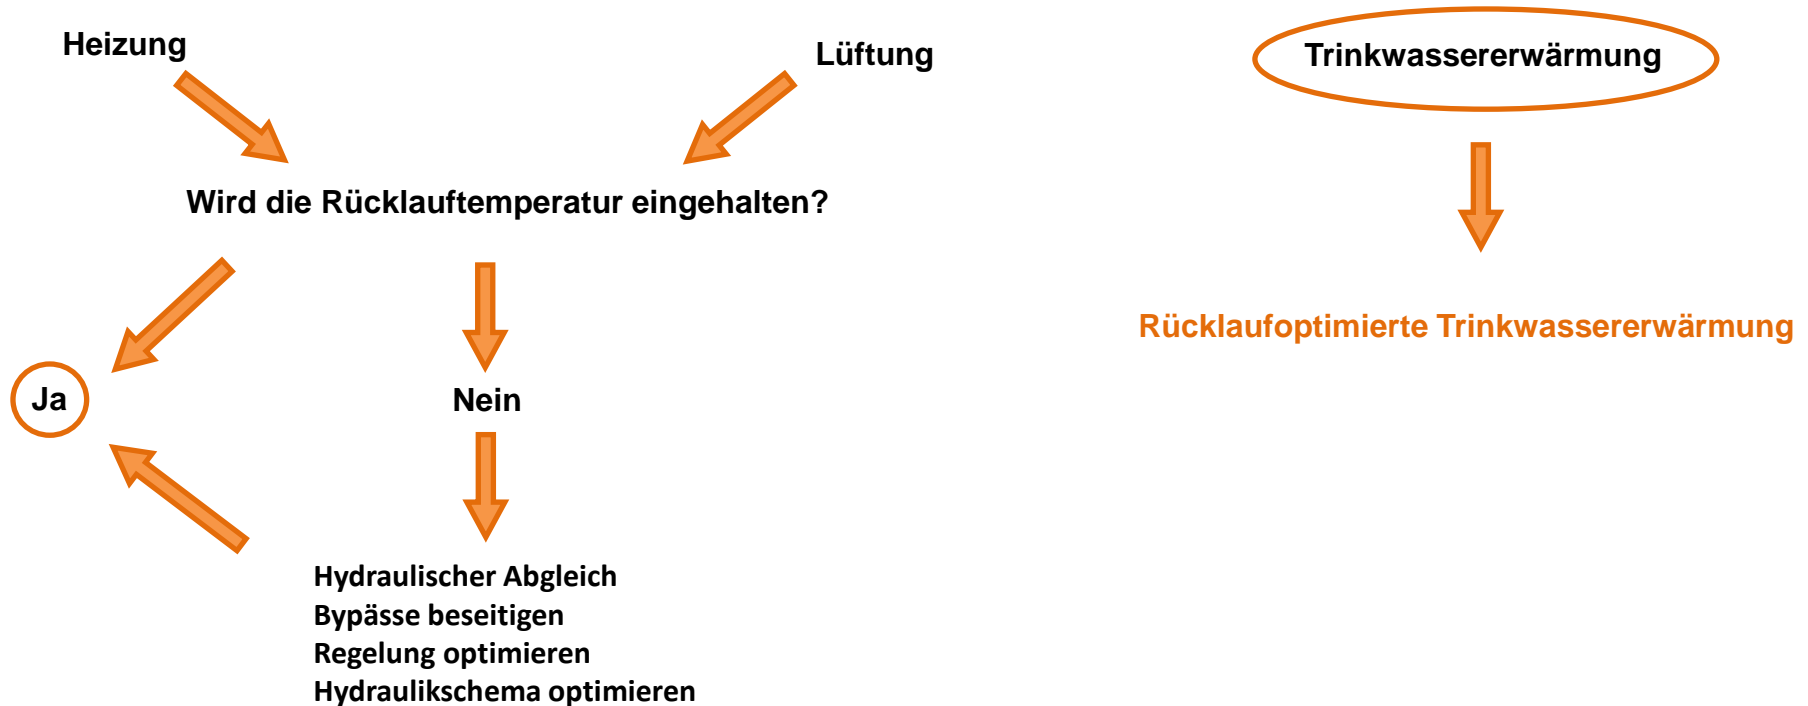 Heizung
Lüftung
Trinkwassererwärmung
Wird die Rücklauftemperatur eingehalten?
Rücklaufoptimierte Trinkwassererwärmung
Ja
Nein
Hydraulischer Abgleich
Bypässe beseitigen
Regelung optimieren
Hydraulikschema optimieren